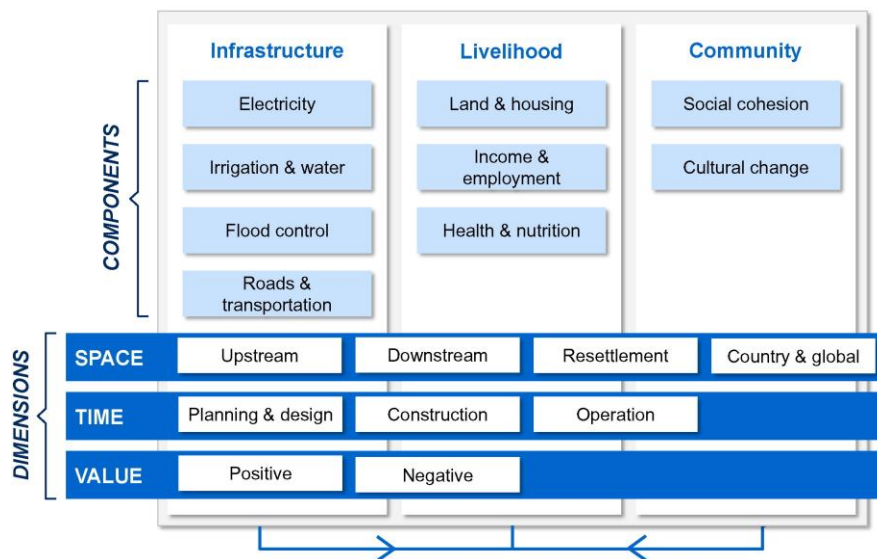 Infrastructure
Livelihood
Community
COMPONENTS
Electricity
Land & housing
Social cohesion
Irrigation & water
Income &
employment
Cultural change
Flood control
Health & nutrition
Roads &
transportation
DIMENSIONS
SPACE
Upstream
Downstream
Resettlement
Country & global
TIME
Planning & design
Construction
Operation
VALUE
Positive
Negative